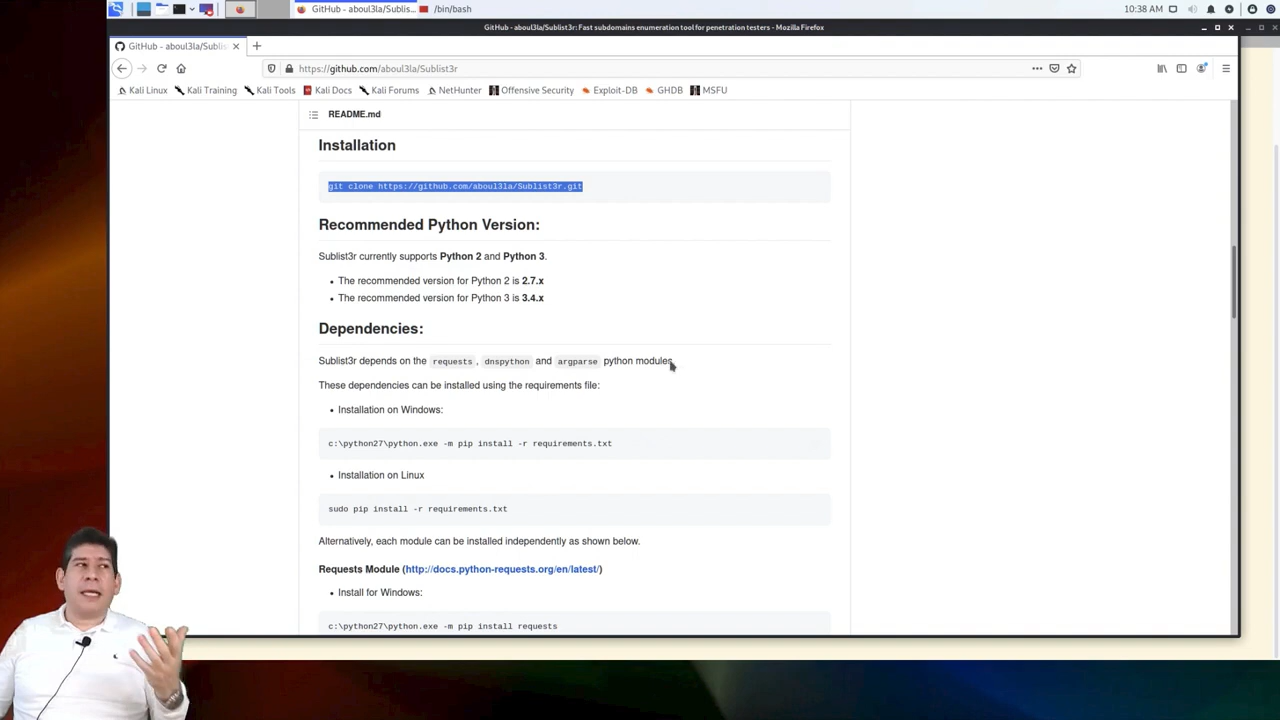 GitHub - aboul3la/Sublis...
/bin/bash
10:38 AM
GitHub - aboul3la/Sublist3r: Fast subdomains enumeration tool for penetration testers - Mozilla Firefox
GitHub - aboul3la/Sublis
https://github.com/aboul3la/Sublist3r
Kali Linux Kali Training Kali Tools Kali Docs Kali Forums NetHunter Offensive Security Exploit-DB GHDB MSFU
README.md
Installation
git clone https://github.com/aboul3la/Sublist3r.git
Recommended Python Version:
Sublist3r currently supports Python 2 and Python 3.
• The recommended version for Python 2 is 2.7.x
• The recommended version for Python 3 is 3.4.x
Dependencies:
Sublist3r depends on the requests, dnspython and argparse python modules.
These dependencies can be installed using the requirements file:
• Installation on Windows:
c:\python27\python.exe -m pip install -r requirements.txt
• Installation on Linux
sudo pip install -r requirements.txt
Alternatively, each module can be installed independently as shown below.
Requests Module (http://docs.python-requests.org/en/latest/)
• Install for Windows:
c:\python27\python.exe -m pip install requests